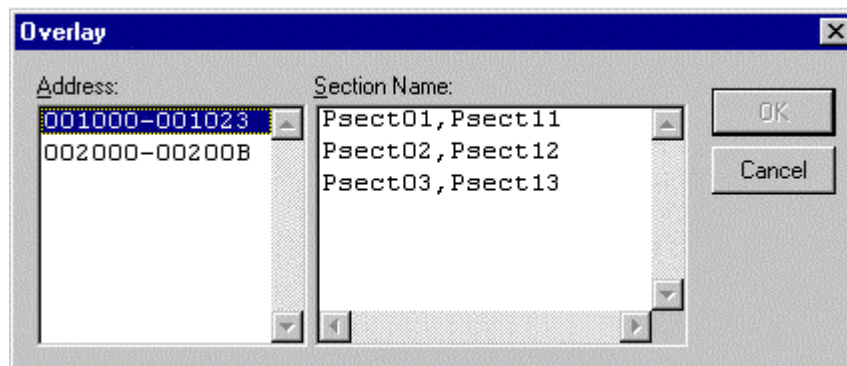 Overlay
Address:
Section Name:
001000-001023
002000-00200B
Psect01,Psect11
Psect02,Psect12
Psect03,Psect13
OK
Cancel